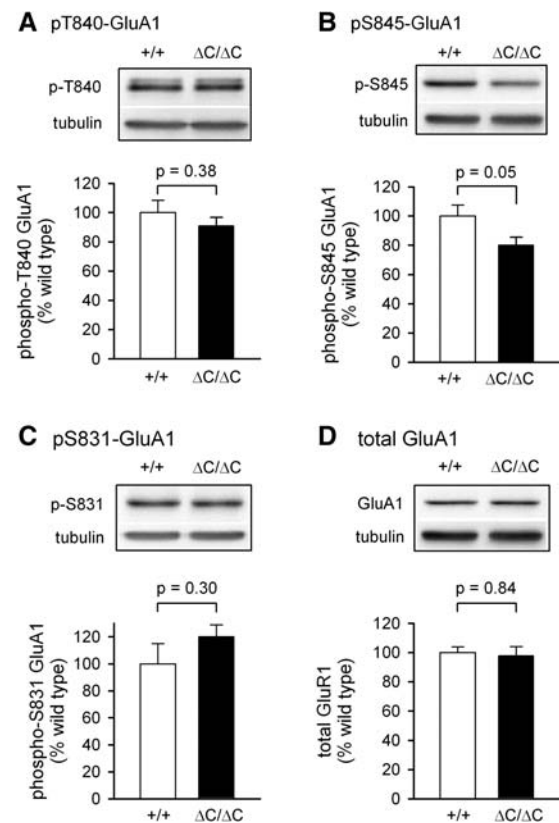 A pT840-GluA1
+/+ ΔC/ΔC
p-T840
tubulin
p = 0.38
phospho-T840 GluA1
(% wild type)
120
100
80
60
40
20
0
+/+ ΔC/ΔC
B pS845-GluA1
+/+ ΔC/ΔC
p-S845
tubulin
p = 0.05
phospho-S845 GluA1
(% wild type)
120
100
80
60
40
20
0
+/+ ΔC/ΔC
C pS831-GluA1
+/+ ΔC/ΔC
p-S831
tubulin
p = 0.30
phospho-S831 GluA1
(% wild type)
120
100
80
60
40
20
0
+/+ ΔC/ΔC
D total GluA1
+/+ ΔC/ΔC
GluA1
tubulin
p = 0.84
total GluR1
(% wild type)
120
100
80
60
40
20
0
+/+ ΔC/ΔC